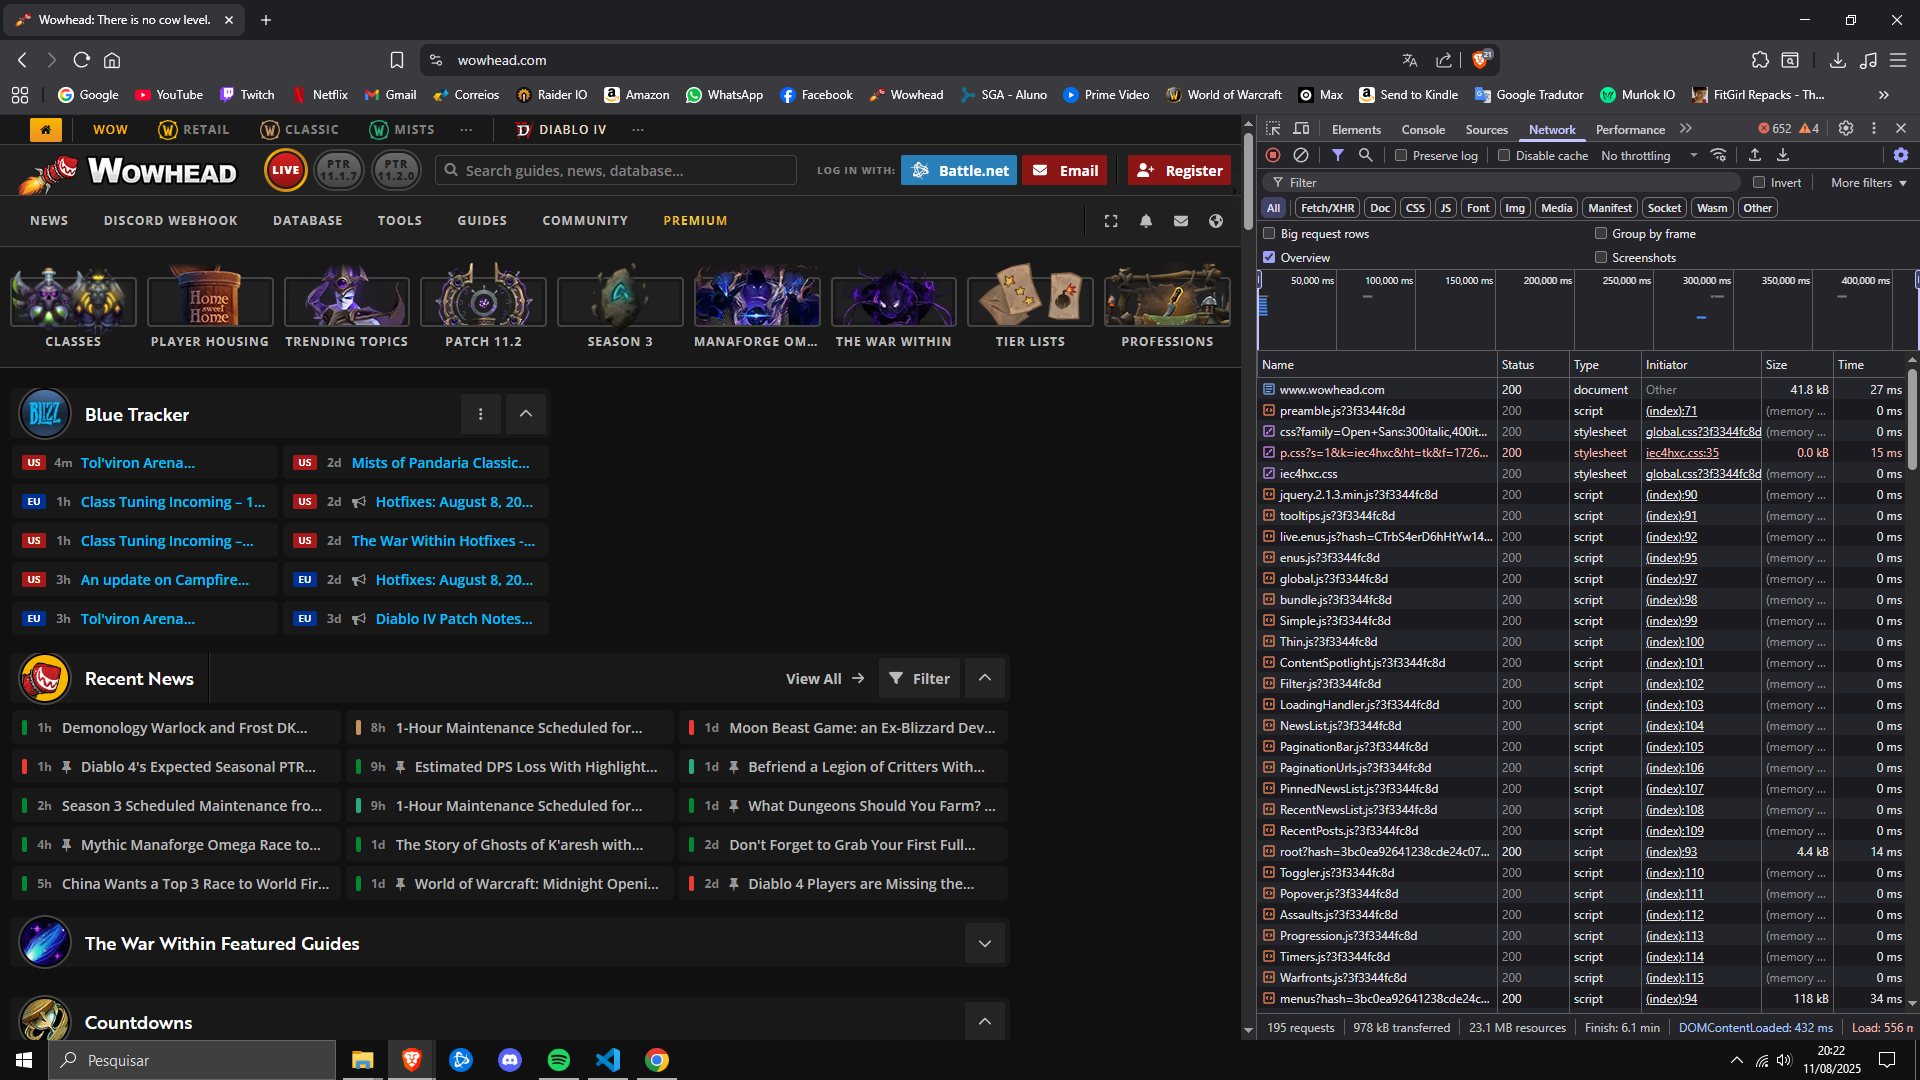 Wowhead: There is no cow level.
wowhead.com
21
Google YouTube Twitch Netflix Gmail Correios Raider IO Amazon WhatsApp Facebook Wowhead SGA - Aluno Prime Video World of Warcraft Max Send to Kindle Google Tradutor Murlok IO FitGirl Repacks - Th...
WOW RETAIL CLASSIC MISTS ... DIABLO IV ...
WOWHEAD LIVE PTR 11.1.7 PTR 11.2.0 Search guides, news, database... LOG IN WITH: Battle.net Email Register
NEWS DISCORD WEBHOOK DATABASE TOOLS GUIDES COMMUNITY PREMIUM
Home sweet Home
CLASSES PLAYER HOUSING TRENDING TOPICS PATCH 11.2 SEASON 3 MANAFORGE OM... THE WAR WITHIN TIER LISTS PROFESSIONS
BLIZZ Blue Tracker
US 4m Tol'viron Arena... US 2d Mists of Pandaria Classic...
EU 1h Class Tuning Incoming – 1... US 2d Hotfixes: August 8, 20...
US 1h Class Tuning Incoming –... US 2d The War Within Hotfixes -...
US 3h An update on Campfire... EU 2d Hotfixes: August 8, 20...
EU 3h Tol'viron Arena... EU 3d Diablo IV Patch Notes...
Recent News View All Filter
1h Demonology Warlock and Frost DK... 8h 1-Hour Maintenance Scheduled for... 1d Moon Beast Game: an Ex-Blizzard Dev...
1h Diablo 4's Expected Seasonal PTR... 9h Estimated DPS Loss With Highlight... 1d Befriend a Legion of Critters With...
2h Season 3 Scheduled Maintenance fro... 9h 1-Hour Maintenance Scheduled for... 1d What Dungeons Should You Farm? ...
4h Mythic Manaforge Omega Race to... 1d The Story of Ghosts of K'aresh with... 2d Don't Forget to Grab Your First Full...
5h China Wants a Top 3 Race to World Fir... 1d World of Warcraft: Midnight Openi... 2d Diablo 4 Players are Missing the...
The War Within Featured Guides
Countdowns
Elements Console Sources Network Performance 652 4
Preserve log Disable cache No throttling
Filter Invert More filters
All Fetch/XHR Doc CSS JS Font Img Media Manifest Socket Wasm Other
Big request rows Group by frame
Overview Screenshots
50,000 ms 100,000 ms 150,000 ms 200,000 ms 250,000 ms 300,000 ms 350,000 ms 400,000 ms
Name Status Type Initiator Size Time
www.wowhead.com 200 document Other 41.8 kB 27 ms
preamble.js?3f3344fc8d 200 script (index):71 (memory ... 0 ms
css?family=Open+Sans:300italic,400it... 200 stylesheet global.css?3f3344fc8d (memory ... 0 ms
p.css?s=1&k=iec4hxc&ht=tk&f=1726... 200 stylesheet iec4hxc.css:35 0.0 kB 15 ms
iec4hxc.css 200 stylesheet global.css?3f3344fc8d (memory ... 0 ms
jquery.2.1.3.min.js?3f3344fc8d 200 script (index):90 (memory ... 0 ms
tooltips.js?3f3344fc8d 200 script (index):91 (memory ... 0 ms
live.enus.js?hash=CTrbS4erD6hHtYw14... 200 script (index):92 (memory ... 0 ms
enus.js?3f3344fc8d 200 script (index):95 (memory ... 0 ms
global.js?3f3344fc8d 200 script (index):97 (memory ... 0 ms
bundle.js?3f3344fc8d 200 script (index):98 (memory ... 0 ms
Simple.js?3f3344fc8d 200 script (index):99 (memory ... 0 ms
Thin.js?3f3344fc8d 200 script (index):100 (memory ... 0 ms
ContentSpotlight.js?3f3344fc8d 200 script (index):101 (memory ... 0 ms
Filter.js?3f3344fc8d 200 script (index):102 (memory ... 0 ms
LoadingHandler.js?3f3344fc8d 200 script (index):103 (memory ... 0 ms
NewsList.js?3f3344fc8d 200 script (index):104 (memory ... 0 ms
PaginationBar.js?3f3344fc8d 200 script (index):105 (memory ... 0 ms
PaginationUrls.js?3f3344fc8d 200 script (index):106 (memory ... 0 ms
PinnedNewsList.js?3f3344fc8d 200 script (index):107 (memory ... 0 ms
RecentNewsList.js?3f3344fc8d 200 script (index):108 (memory ... 0 ms
RecentPosts.js?3f3344fc8d 200 script (index):109 (memory ... 0 ms
root?hash=3bc0ea92641238cde24c07... 200 script (index):93 4.4 kB 14 ms
Toggler.js?3f3344fc8d 200 script (index):110 (memory ... 0 ms
Popover.js?3f3344fc8d 200 script (index):111 (memory ... 0 ms
Assaults.js?3f3344fc8d 200 script (index):112 (memory ... 0 ms
Progression.js?3f3344fc8d 200 script (index):113 (memory ... 0 ms
Timers.js?3f3344fc8d 200 script (index):114 (memory ... 0 ms
Warfronts.js?3f3344fc8d 200 script (index):115 (memory ... 0 ms
menus?hash=3bc0ea92641238cde24c... 200 script (index):94 118 kB 34 ms
195 requests 978 kB transferred 23.1 MB resources Finish: 6.1 min DOMContentLoaded: 432 ms Load: 556 m
Pesquisar
20:22
11/08/2025